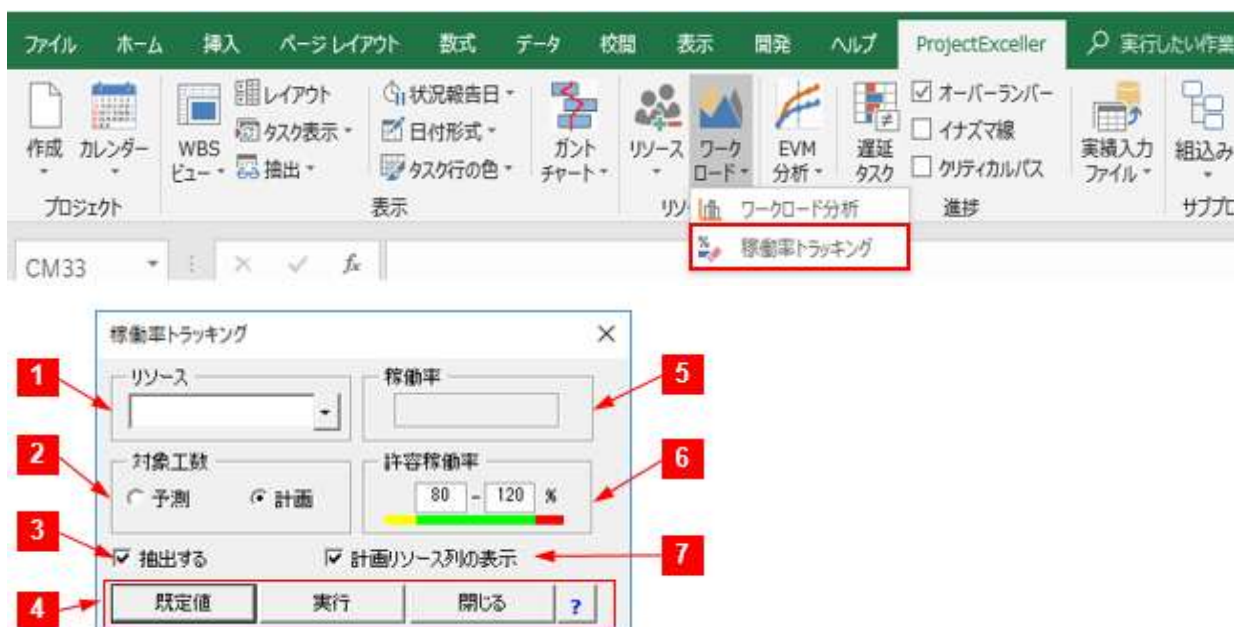 ファイル ホーム 挿入 ページ レイアウト 数式 データ 校閲 表示 開発 ヘルプ ProjectExceller 実行したい作業
作成
カレンダー
プロジェクト
WBS
ビュー
レイアウト
タスク表示
抽出
状況報告日
日付形式
タスク行の色
ガント
チャート
表示
リソース
ワーク
ロード
リソ
ワークロード分析
稼働率トラッキング
EVM
分析
遅延
タスク
オーバーランバー
イナズマ線
クリティカルパス
進捗
実績入力
ファイル
組込み
サブプロ
CM33
fx
稼働率トラッキング
1 リソース
稼働率 5
2 対象工数
予測 計画
許容稼働率 6
80 - 120 %
3 抽出する
計画リソース列の表示 7
4 既定値 実行 閉じる ?